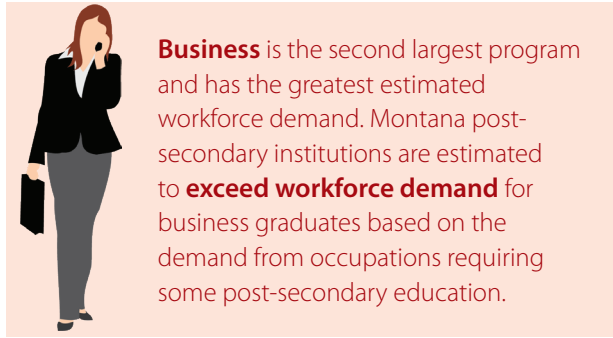 Business is the second largest program
and has the greatest estimated
workforce demand. Montana post-
secondary institutions are estimated
to exceed workforce demand for
business graduates based on the
demand from occupations requiring
some post-secondary education.